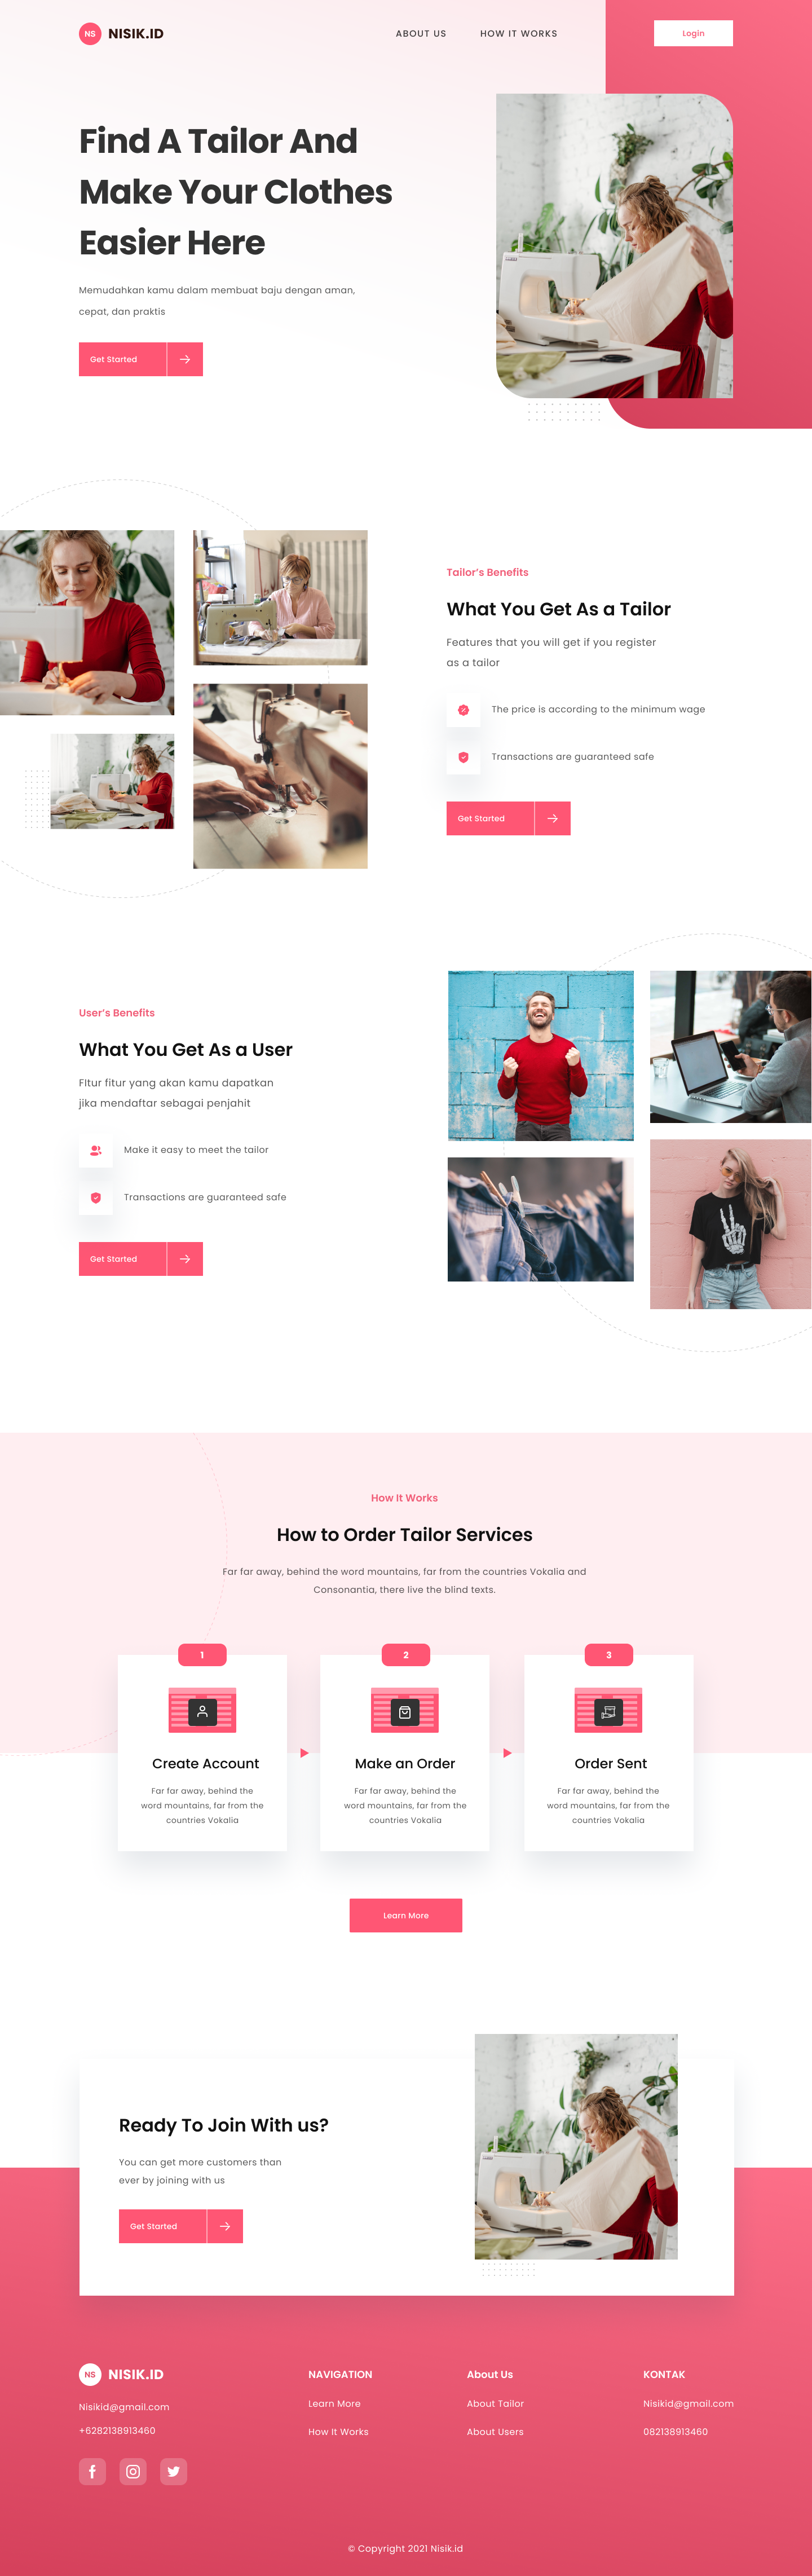 NS NISIK.ID
ABOUT US
HOW IT WORKS
Login
Find A Tailor And
Make Your Clothes
Easier Here
Memudahkan kamu dalam membuat baju dengan aman,
cepat, dan praktis
Get Started
Tailor’s Benefits
What You Get As a Tailor
Features that you will get if you register
as a tailor
The price is according to the minimum wage
Transactions are guaranteed safe
Get Started
User’s Benefits
What You Get As a User
FItur fitur yang akan kamu dapatkan
jika mendaftar sebagai penjahit
Make it easy to meet the tailor
Transactions are guaranteed safe
Get Started
How It Works
How to Order Tailor Services
Far far away, behind the word mountains, far from the countries Vokalia and
Consonantia, there live the blind texts.
1
Create Account
Far far away, behind the
word mountains, far from the
countries Vokalia
2
Make an Order
Far far away, behind the
word mountains, far from the
countries Vokalia
3
Order Sent
Far far away, behind the
word mountains, far from the
countries Vokalia
Learn More
Ready To Join With us?
You can get more customers than
ever by joining with us
Get Started
NS NISIK.ID
Nisikid@gmail.com
+6282138913460
NAVIGATION
Learn More
How It Works
About Us
About Tailor
About Users
KONTAK
Nisikid@gmail.com
082138913460
© Copyright 2021 Nisik.id